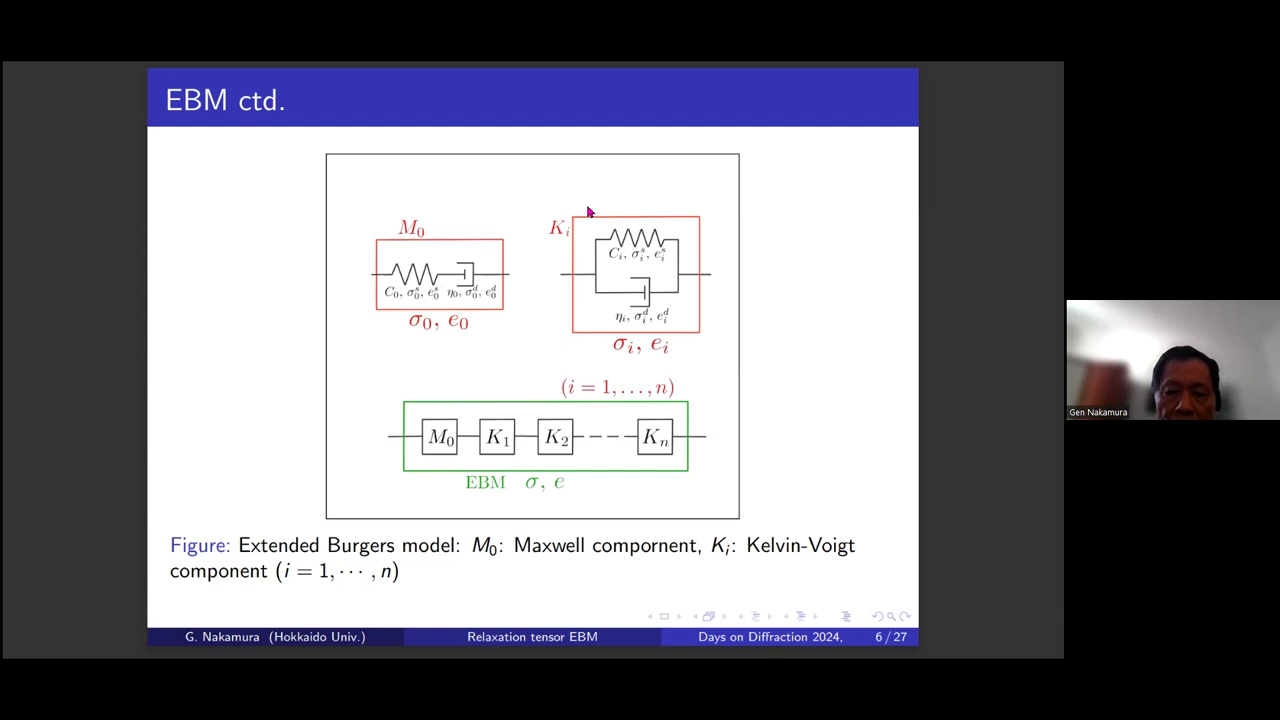 EBM ctd.
M₀
C₀, σ₀ˢ, e₀ˢ η₀, σ₀ᵈ, e₀ᵈ
σ₀, e₀
Kᵢ
Cᵢ, σᵢˢ, eᵢˢ
ηᵢ, σᵢᵈ, eᵢᵈ
σᵢ, eᵢ
(i = 1, . . . , n)
M₀ K₁ K₂ Kₙ
EBM σ, e
Figure: Extended Burgers model: M₀: Maxwell compornent, Kᵢ: Kelvin-Voigt
component (i = 1, · · · , n)
G. Nakamura (Hokkaido Univ.) Relaxation tensor EBM Days on Diffraction 2024, 6 / 27
Gen Nakamura